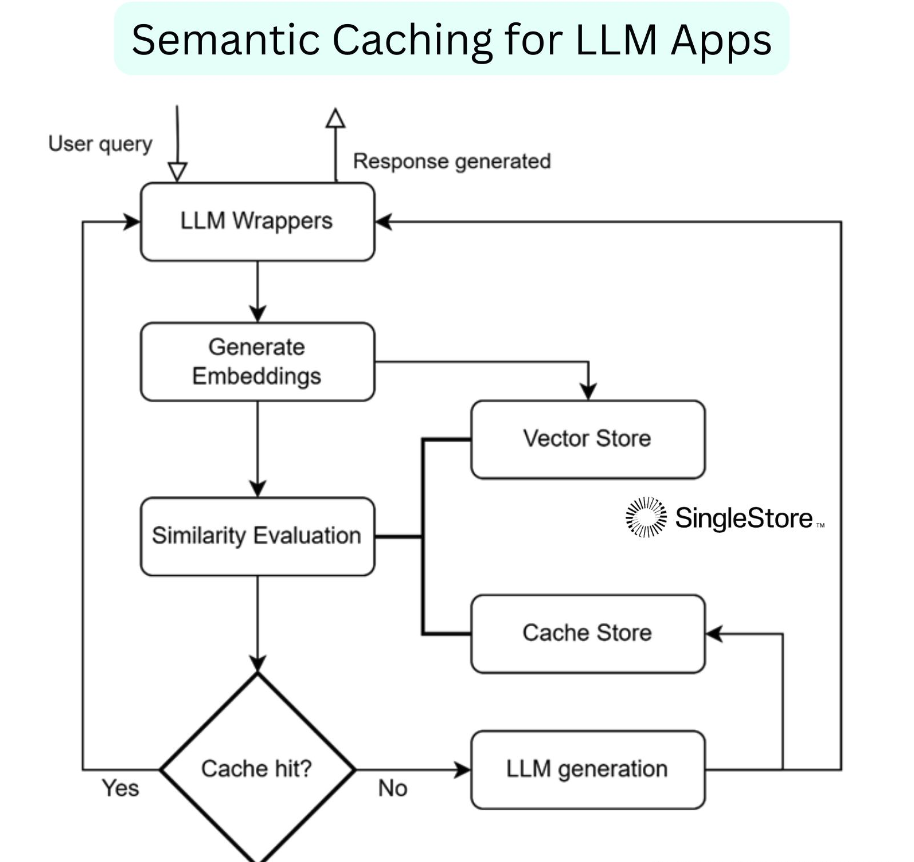 Semantic Caching for LLM Apps
User query
Response generated
LLM Wrappers
Generate
Embeddings
Vector Store
SingleStore™
Similarity Evaluation
Cache Store
Cache hit?
LLM generation
Yes
No